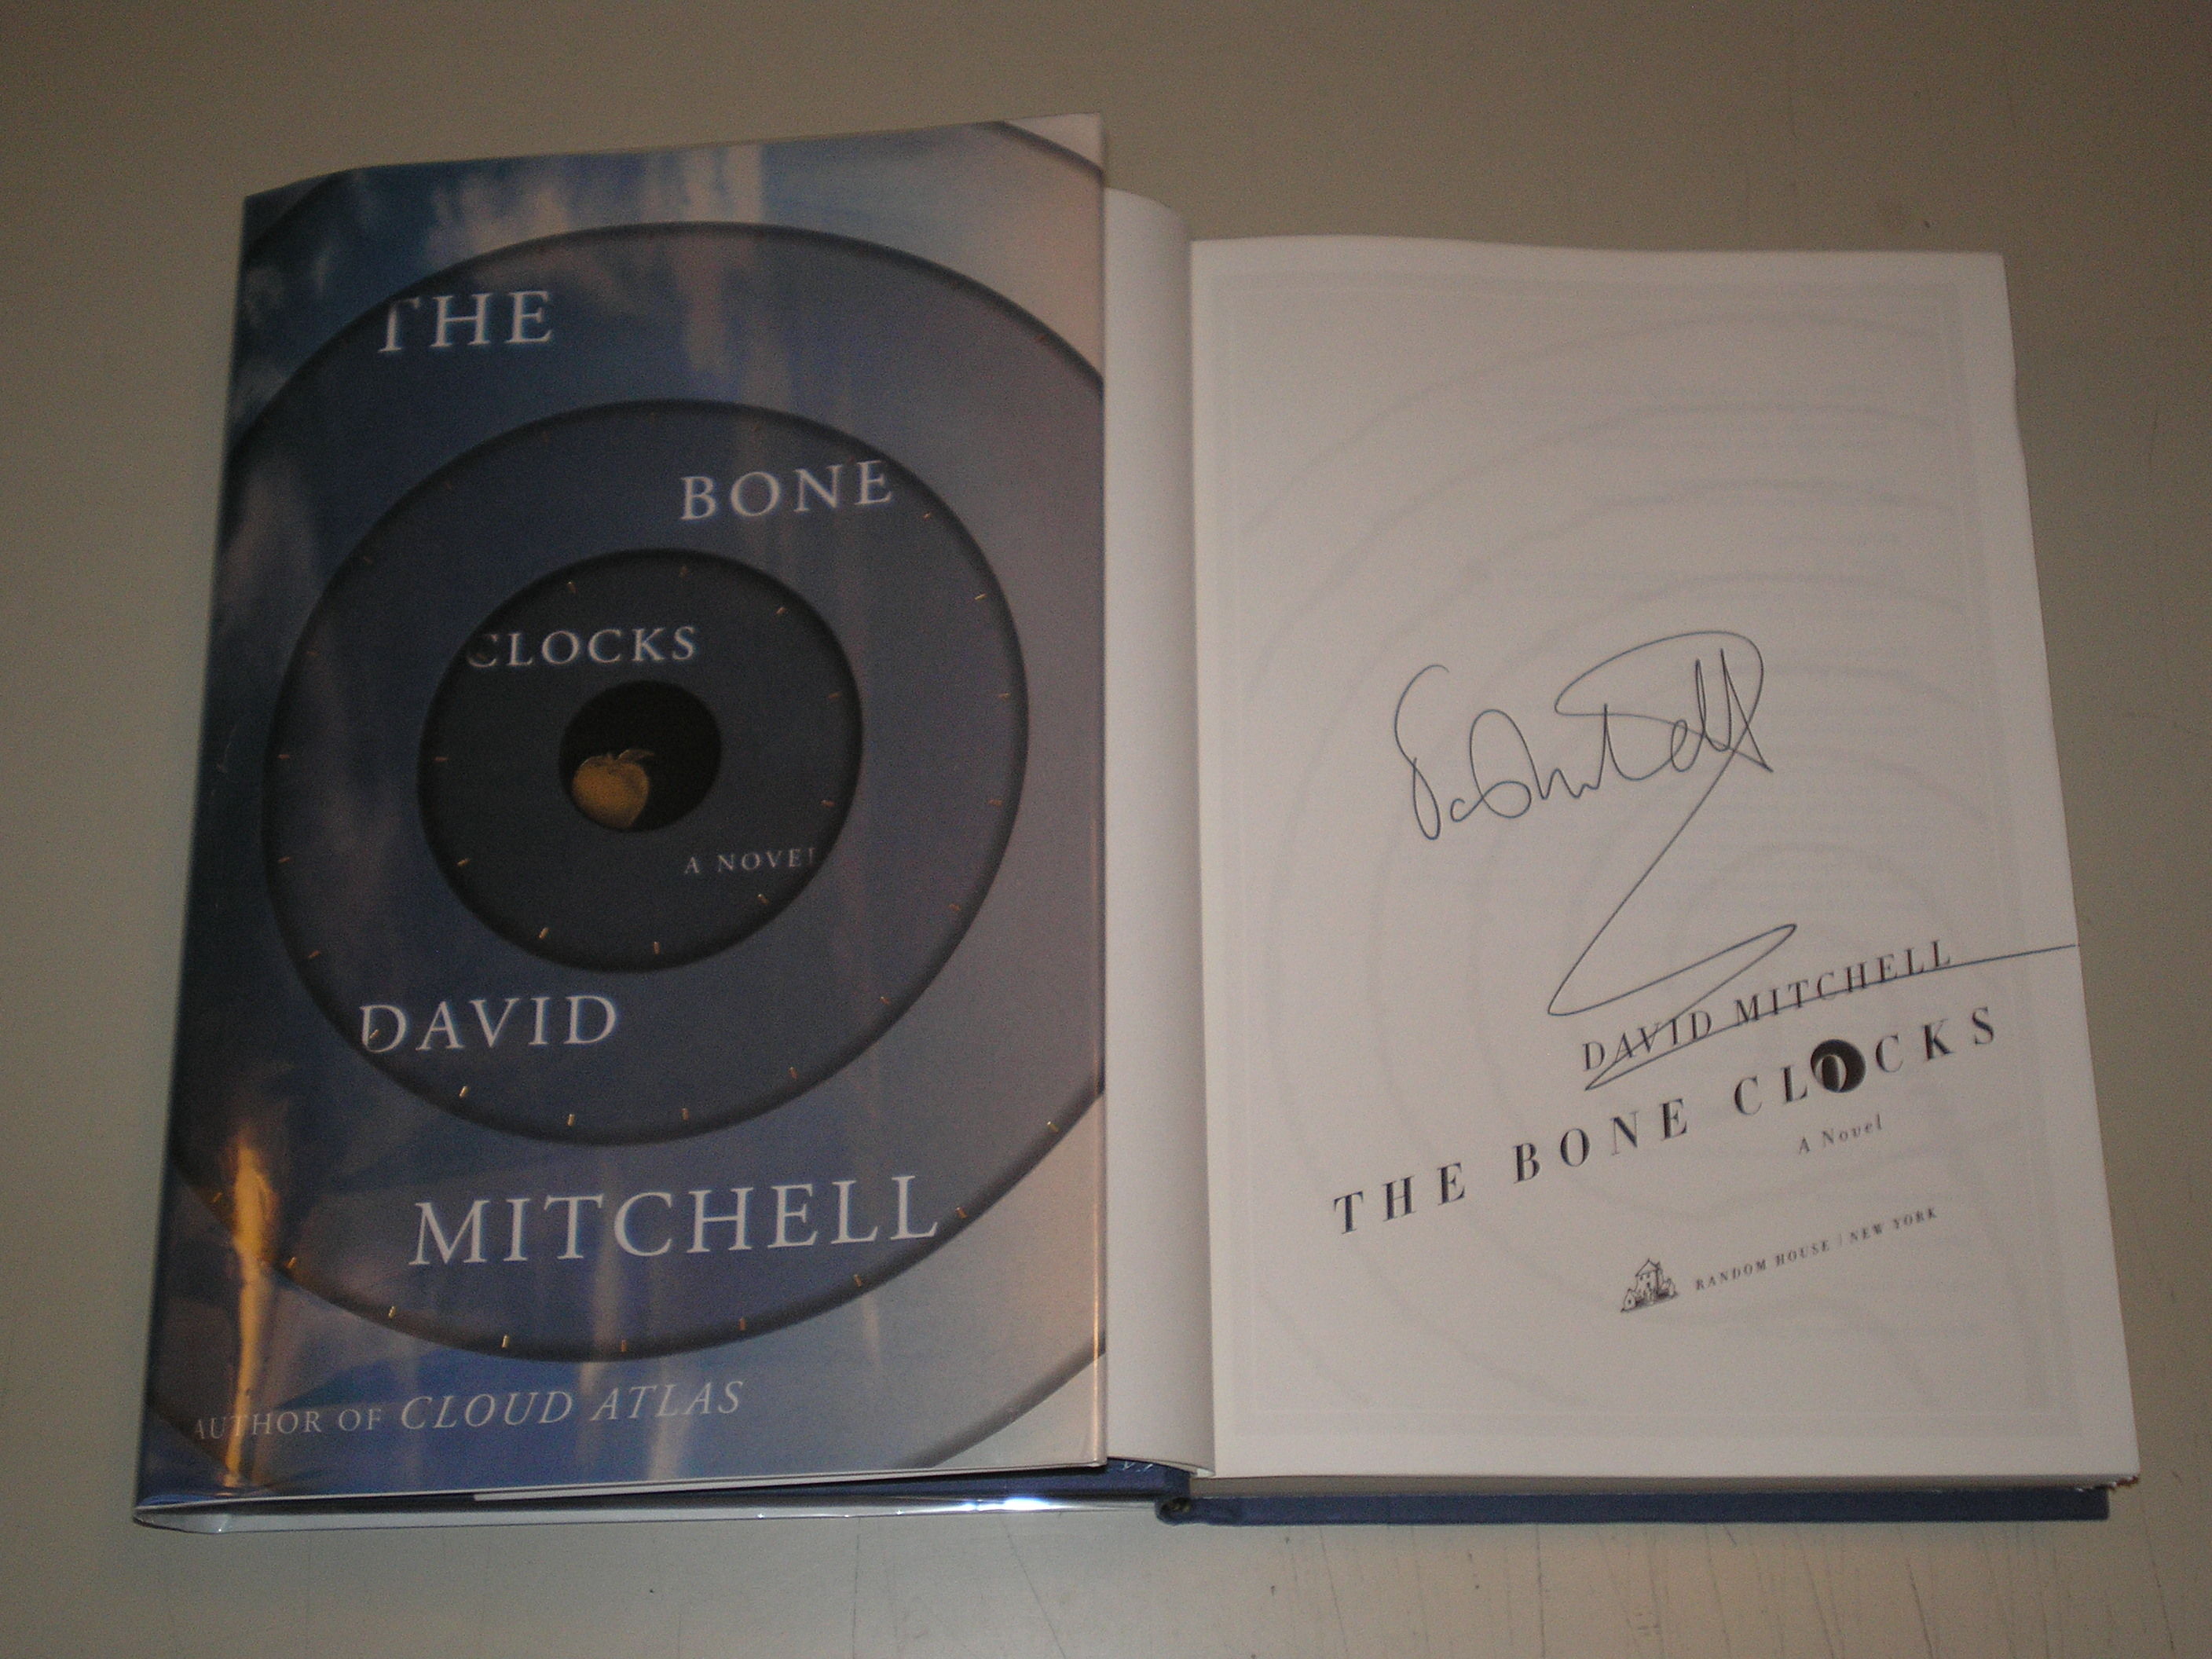 THE
BONE
CLOCKS
A NOVEL
DAVID
MITCHELL
AUTHOR OF CLOUD ATLAS
DAVID MITCHELL
THE BONE CLOCKS
A Novel
RANDOM HOUSE | NEW YORK